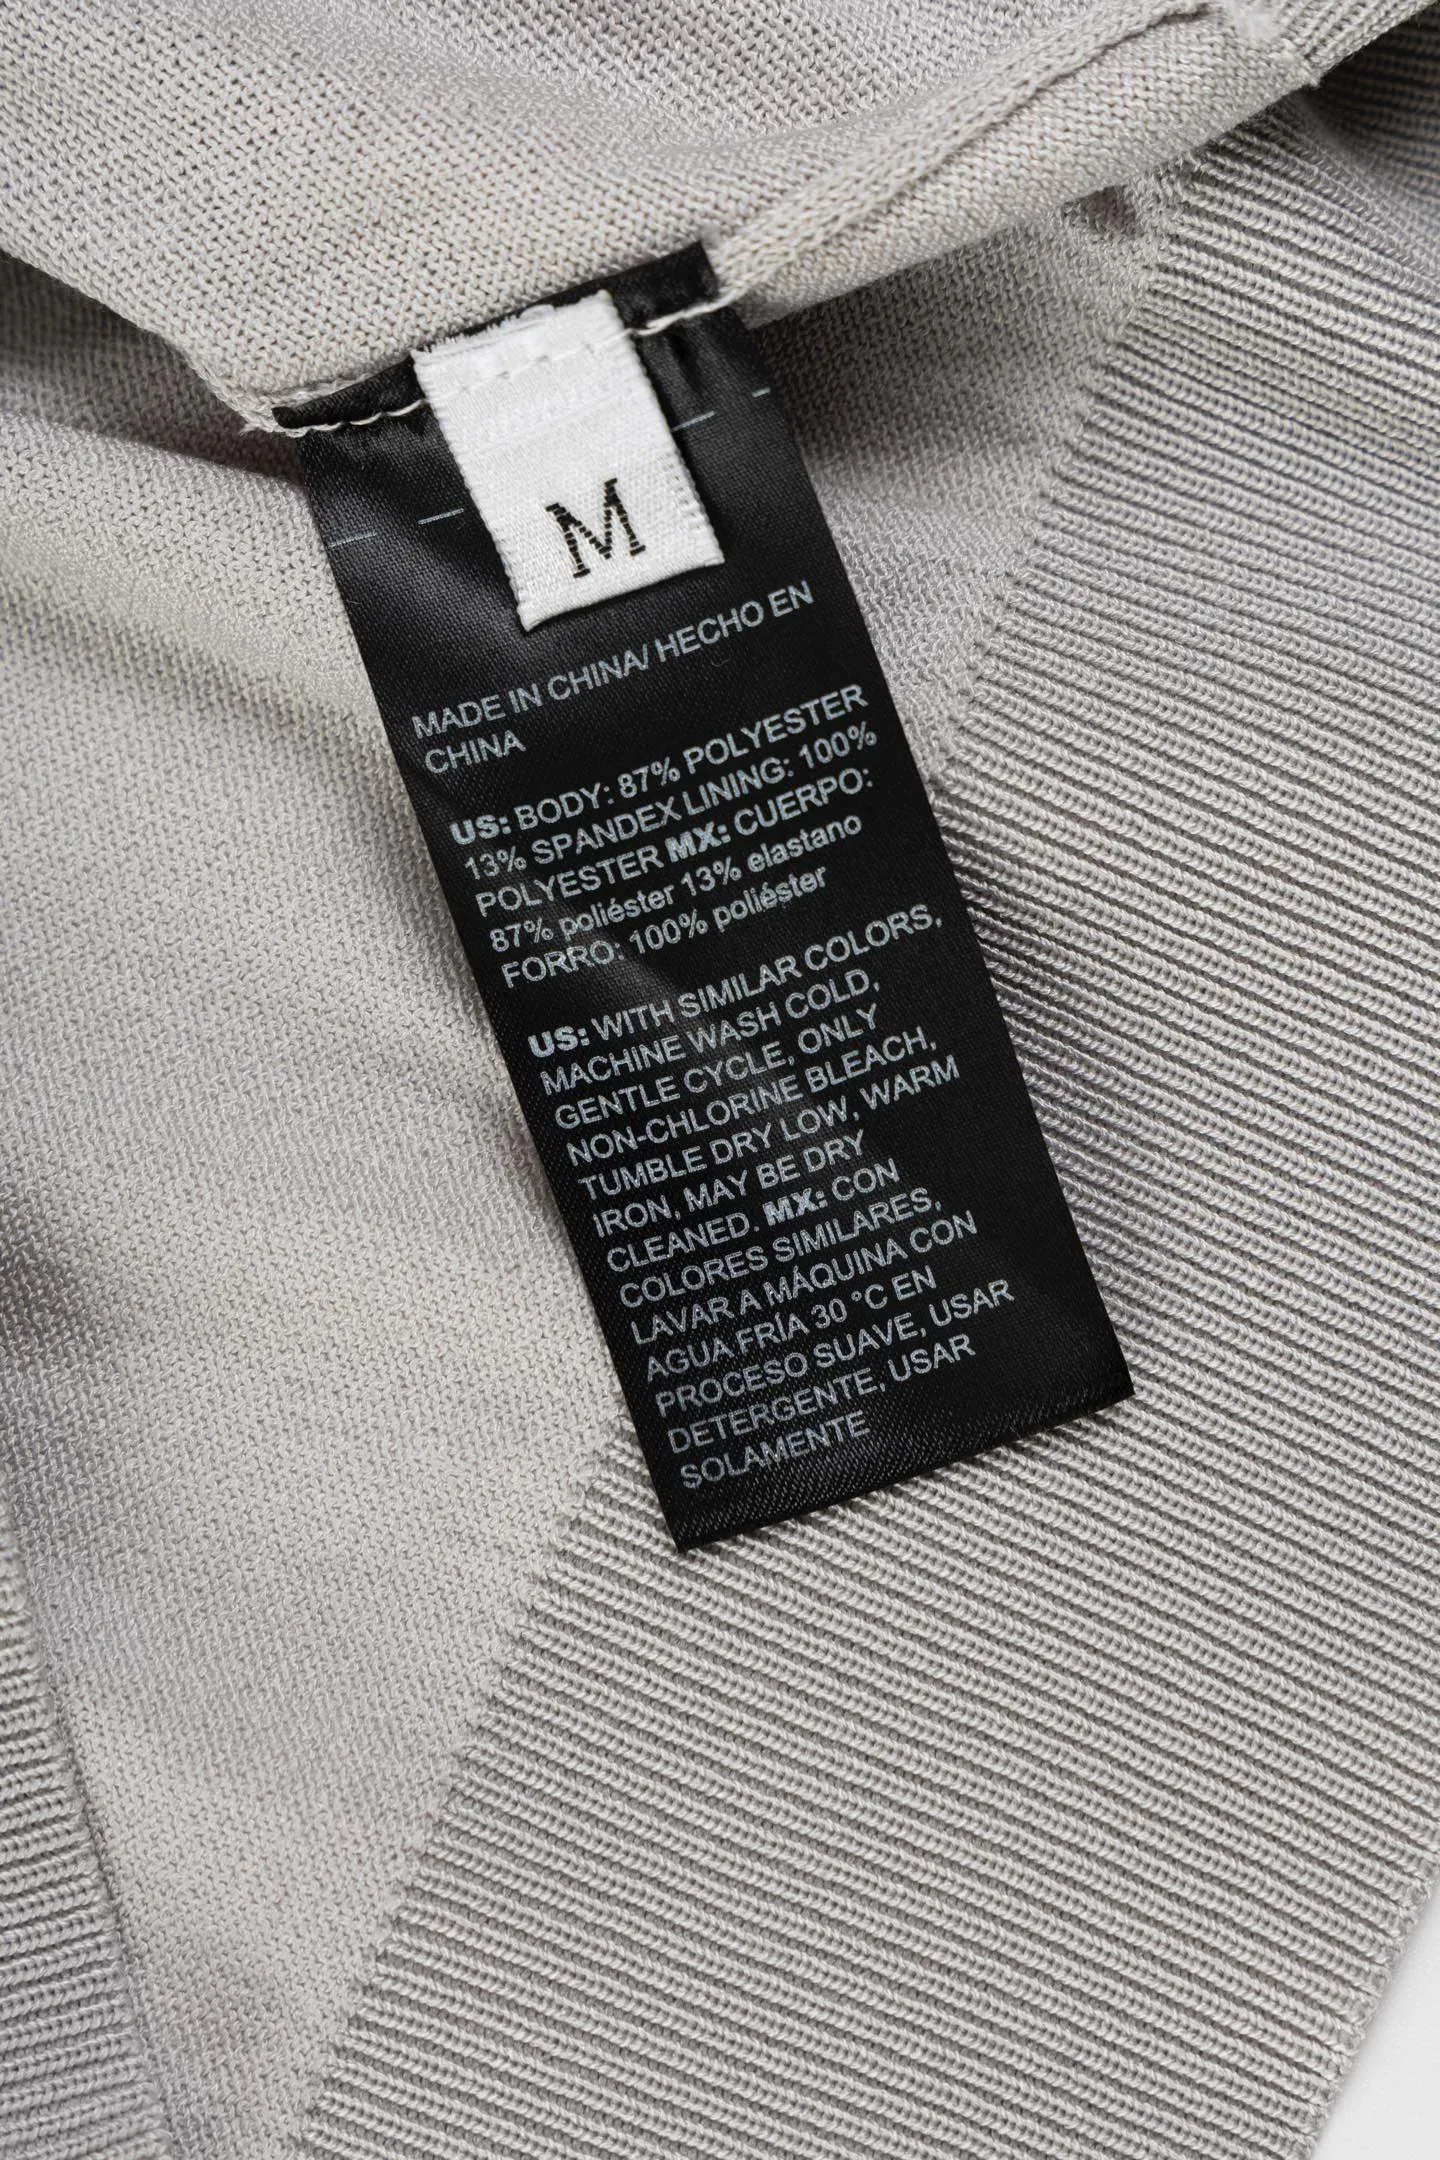 M
MADE IN CHINA/ HECHO EN
CHINA
US: BODY: 87% POLYESTER
13% SPANDEX LINING: 100%
POLYESTER MX: CUERPO:
87% poliéster 13% elastano
FORRO: 100% poliéster
US: WITH SIMILAR COLORS,
MACHINE WASH COLD,
GENTLE CYCLE, ONLY
NON-CHLORINE BLEACH,
TUMBLE DRY LOW, WARM
IRON, MAY BE DRY
CLEANED. MX: CON
COLORES SIMILARES,
LAVAR A MÁQUINA CON
AGUA FRÍA 30 °C EN
PROCESO SUAVE, USAR
DETERGENTE, USAR
SOLAMENTE